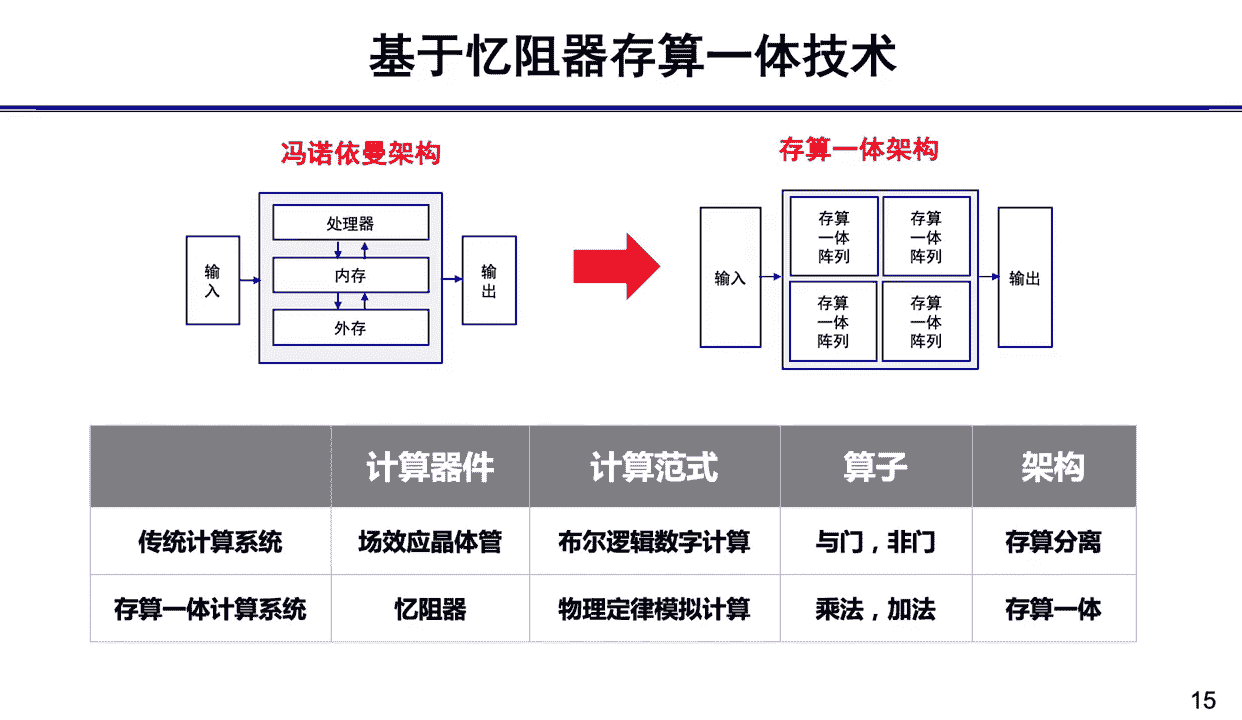 基于忆阻器存算一体技术
冯诺依曼架构
输
入
处理器
内存
外存
输
出
存算一体架构
输入
存算
一体
阵列
存算
一体
阵列
存算
一体
阵列
存算
一体
阵列
输出
计算器件 计算范式 算子 架构
传统计算系统 场效应晶体管 布尔逻辑数字计算 与门，非门 存算分离
存算一体计算系统 忆阻器 物理定律模拟计算 乘法，加法 存算一体
15